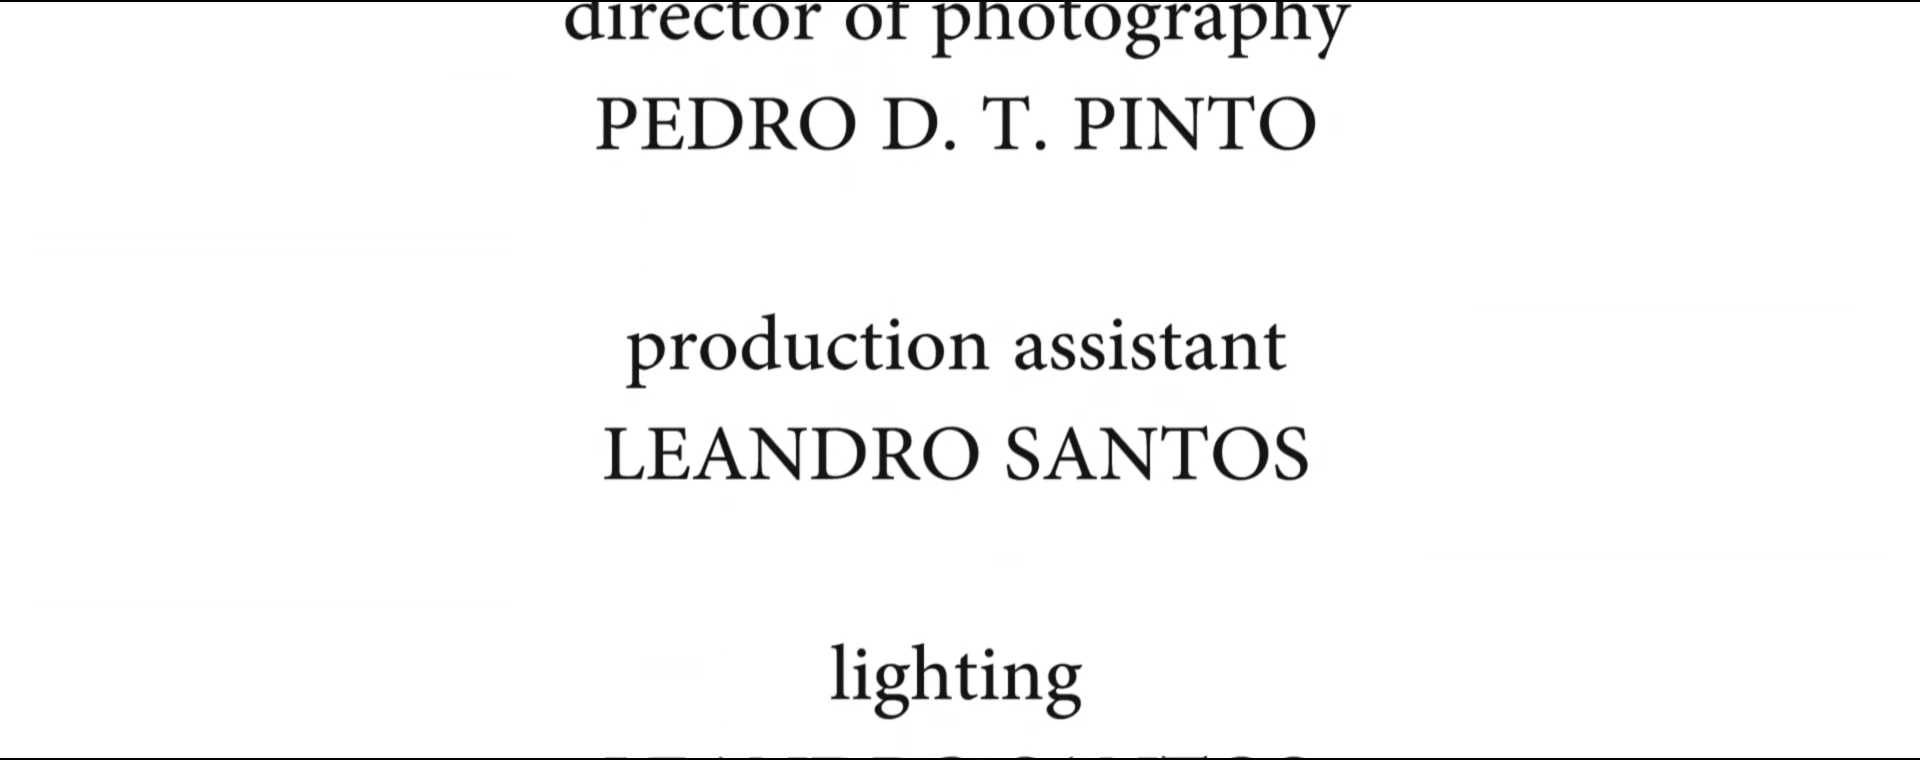 director of photography
PEDRO D. T. PINTO
production assistant
LEANDRO SANTOS
lighting